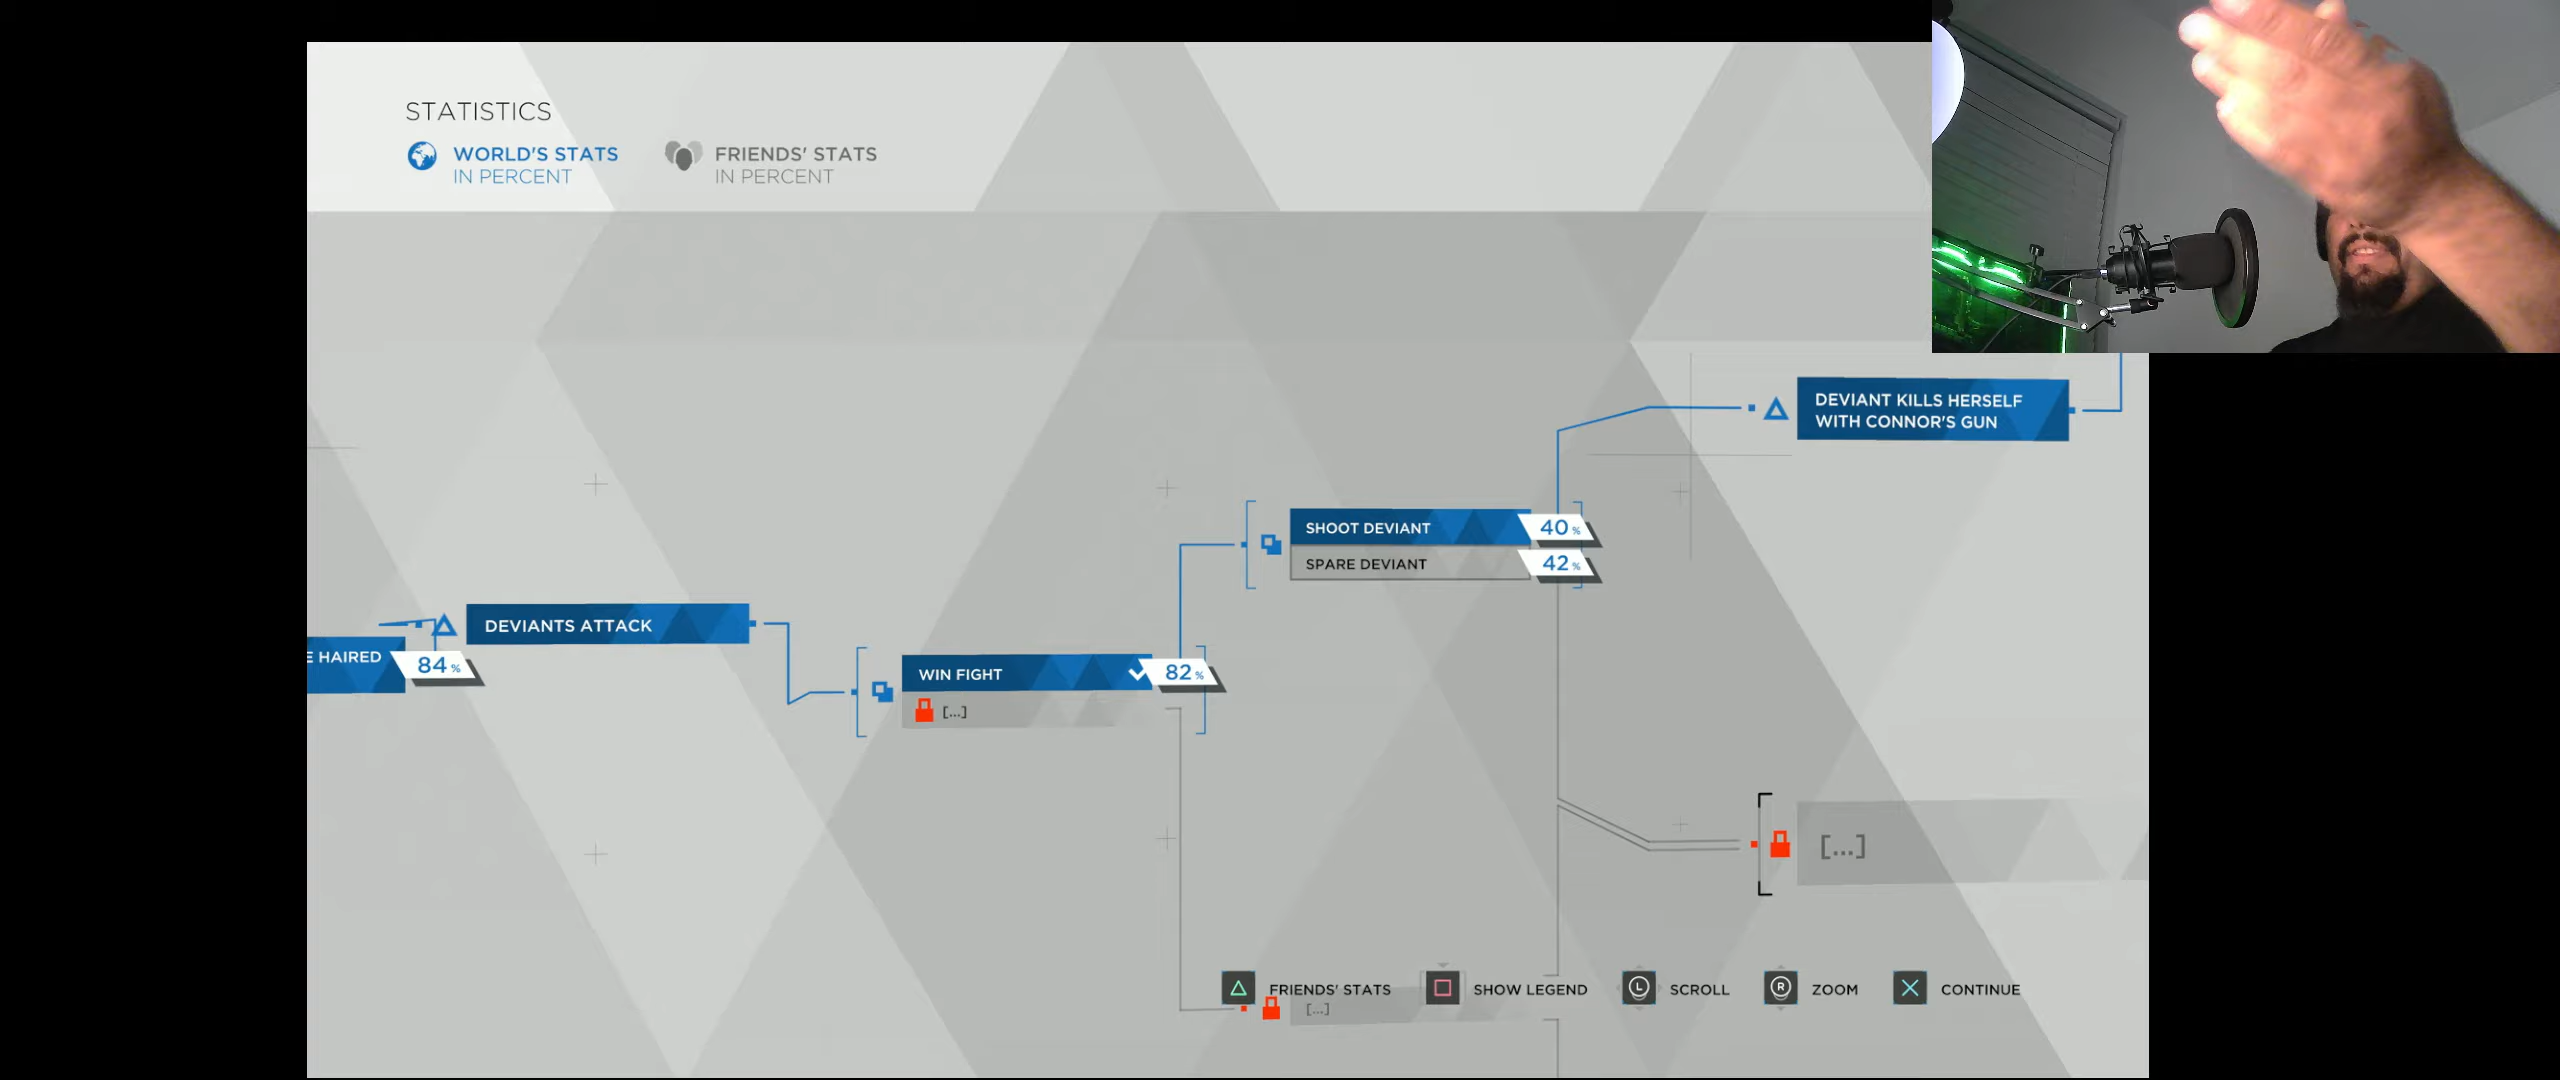 STATISTICS
WORLD'S STATS
IN PERCENT
FRIENDS' STATS
IN PERCENT
DEVIANT KILLS HERSELF
WITH CONNOR'S GUN
SHOOT DEVIANT
40 %
SPARE DEVIANT
42 %
DEVIANTS ATTACK
E HAIRED
84 %
WIN FIGHT
82 %
[...]
[...]
FRIENDS' STATS
SHOW LEGEND
L
SCROLL
R
ZOOM
CONTINUE
[...]